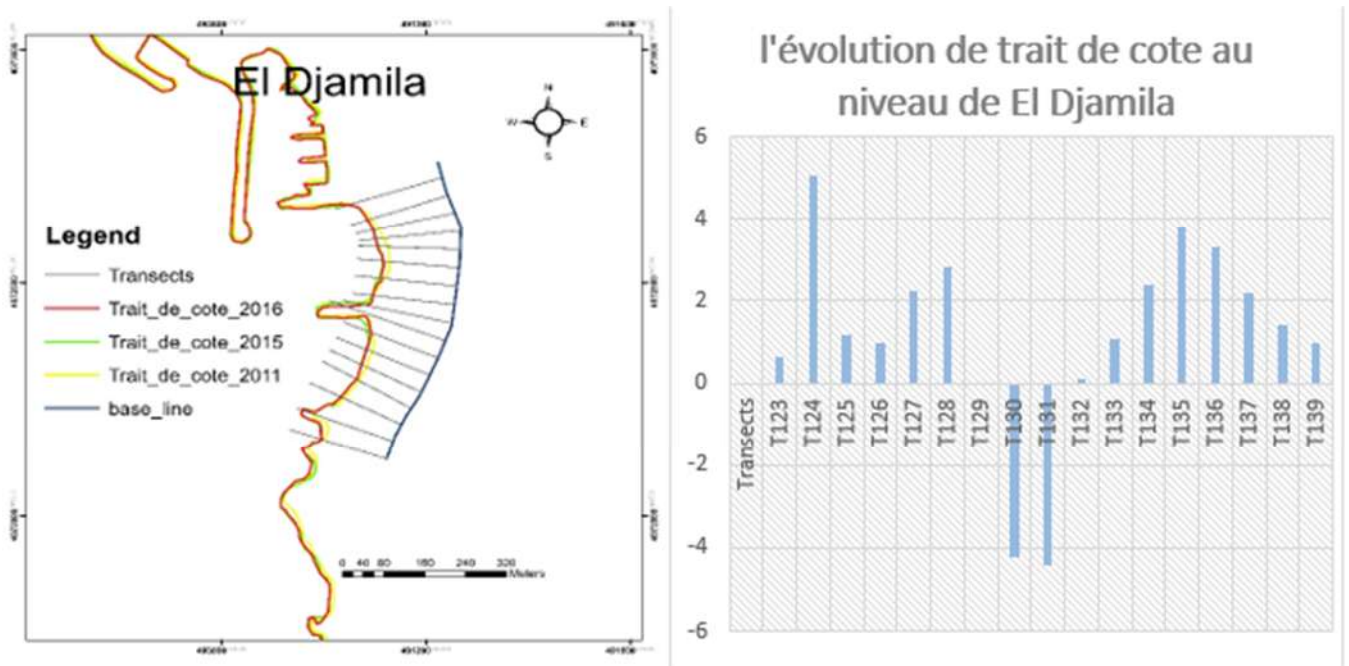 El Djamila
N
W E
S
Legend
Transects
Trait_de_cote_2016
Trait_de_cote_2015
Trait_de_cote_2011
base_line
0 40 80 160 240 320
Meters
l'évolution de trait de cote au
niveau de El Djamila
6
4
2
0
-2
-4
-6
Transects
T123
T124
T125
T126
T127
T128
T129
T130
T131
T132
T133
T134
T135
T136
T137
T138
T139